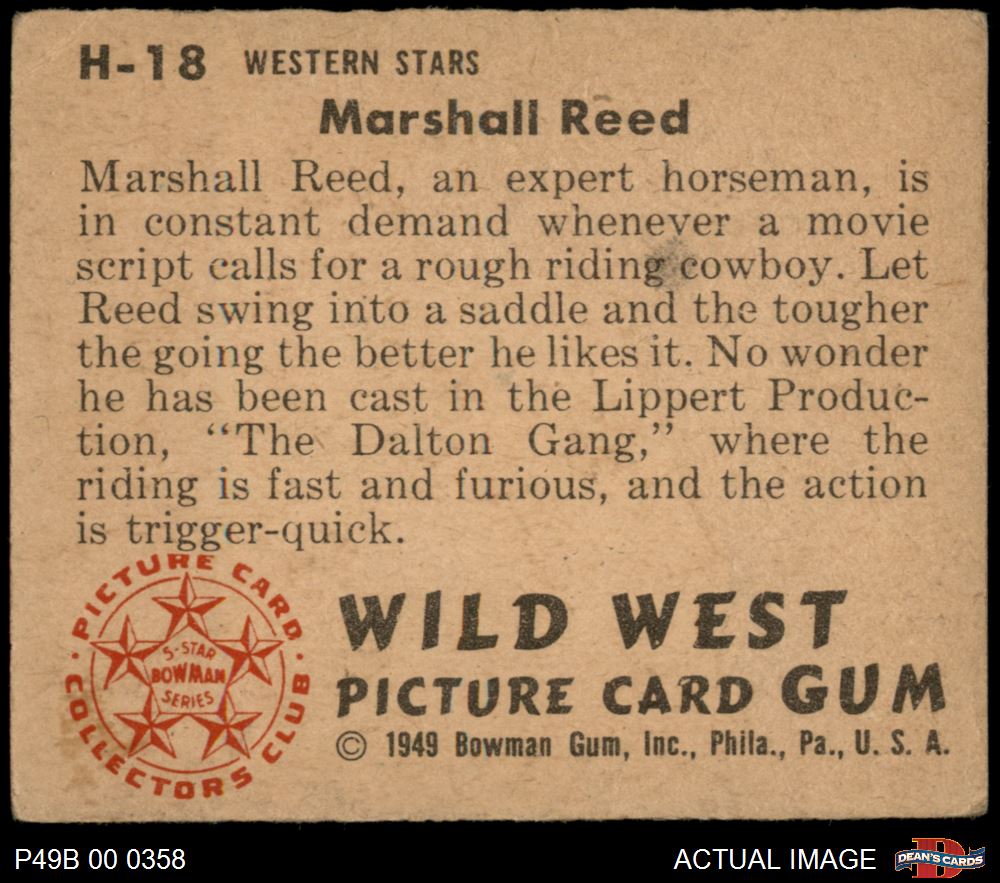 H-18 WESTERN STARS
Marshall Reed
Marshall Reed, an expert horseman, is
in constant demand whenever a movie
script calls for a rough riding cowboy. Let
Reed swing into a saddle and the tougher
the going the better he likes it. No wonder
he has been cast in the Lippert Produc-
tion, “The Dalton Gang,” where the
riding is fast and furious, and the action
is trigger-quick.
· PICTURE CARD ·
COLLECTORS CLUB
5-STAR
BOWMAN
SERIES
WILD WEST
PICTURE CARD GUM
© 1949 Bowman Gum, Inc., Phila., Pa., U. S. A.
P49B 00 0358
ACTUAL IMAGE
D
DEAN'S CARDS